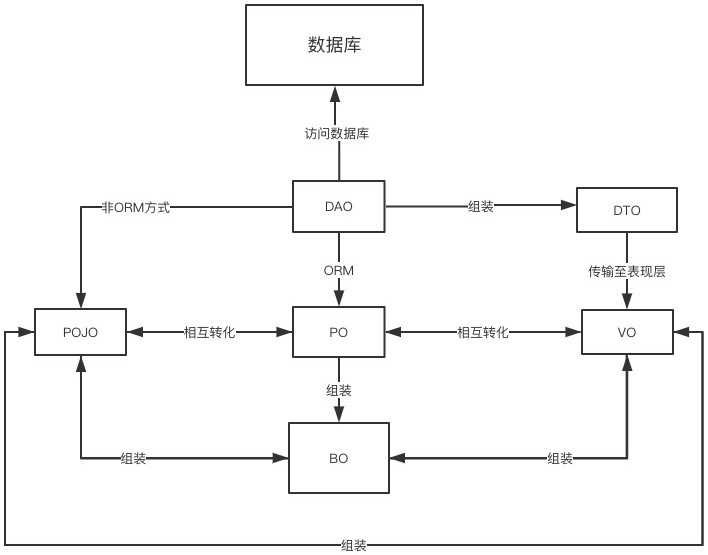 数据库
访问数据库
非ORM方式
DAO
组装
DTO
ORM
传输至表现层
POJO
相互转化
PO
相互转化
VO
组装
组装
BO
组装
组装